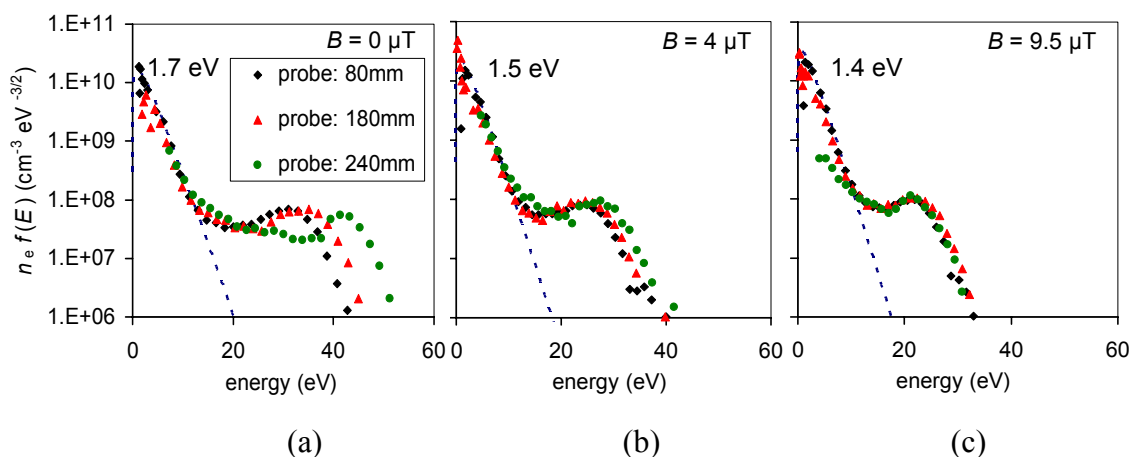 n_e f(E) (cm⁻³ eV⁻³/²)
1.E+11
1.E+10
1.E+09
1.E+08
1.E+07
1.E+06
1.7 eV
B = 0 µT
probe: 80mm
probe: 180mm
probe: 240mm
0 20 40 60
energy (eV)
(a)
1.5 eV
B = 4 µT
0 20 40 60
energy (eV)
(b)
1.4 eV
B = 9.5 µT
0 20 40 60
energy (eV)
(c)